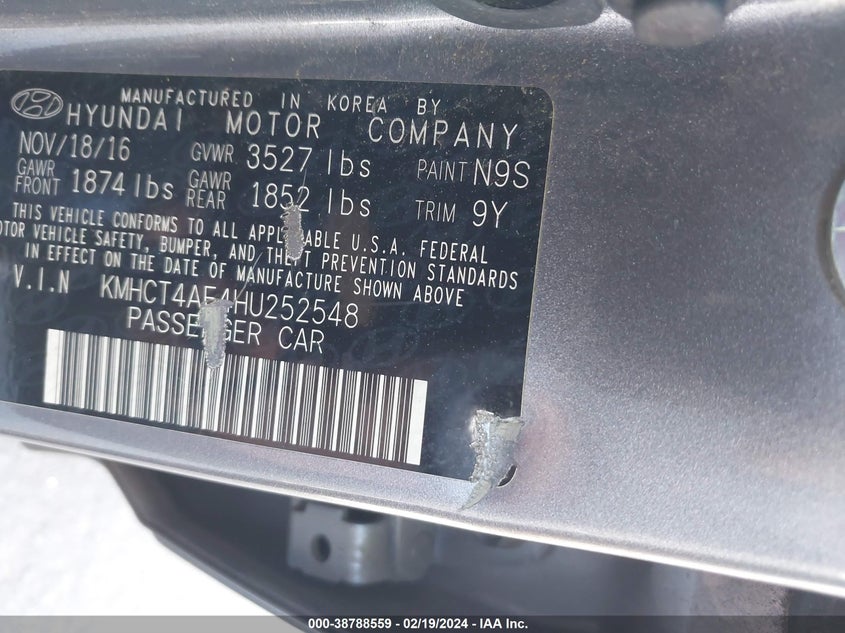 MANUFACTURED IN KOREA BY
HYUNDAI MOTOR COMPANY
NOV/18/16 GVWR 3527 lbs PAINT N9S
GAWR FRONT 1874 lbs GAWR REAR 1852 lbs TRIM 9Y
THIS VEHICLE CONFORMS TO ALL APPLICABLE U.S.A. FEDERAL
MOTOR VEHICLE SAFETY, BUMPER, AND THEFT PREVENTION STANDARDS
IN EFFECT ON THE DATE OF MANUFACTURE SHOWN ABOVE
V.I.N KMHCT4AE4HU252548
PASSENGER CAR
000-38788559 - 02/19/2024 - IAA Inc.